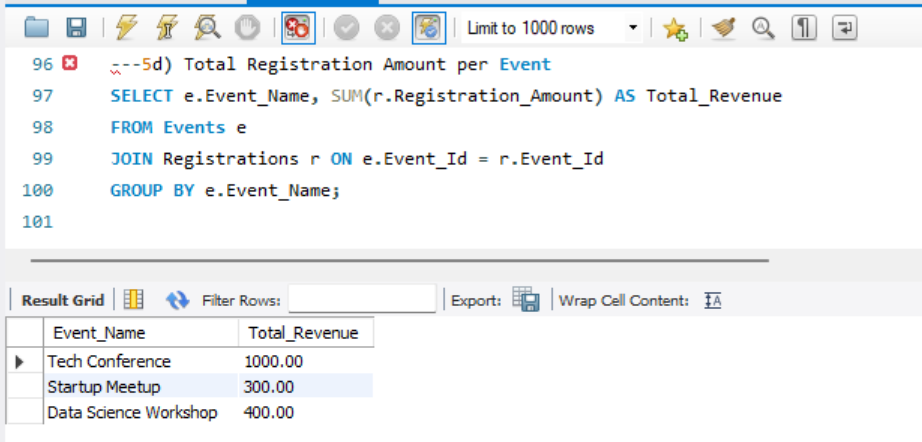 Limit to 1000 rows
96 ---5d) Total Registration Amount per Event
97 SELECT e.Event_Name, SUM(r.Registration_Amount) AS Total_Revenue
98 FROM Events e
99 JOIN Registrations r ON e.Event_Id = r.Event_Id
100 GROUP BY e.Event_Name;
101
Result Grid Filter Rows: Export: Wrap Cell Content: IA
Event_Name Total_Revenue
Tech Conference 1000.00
Startup Meetup 300.00
Data Science Workshop 400.00